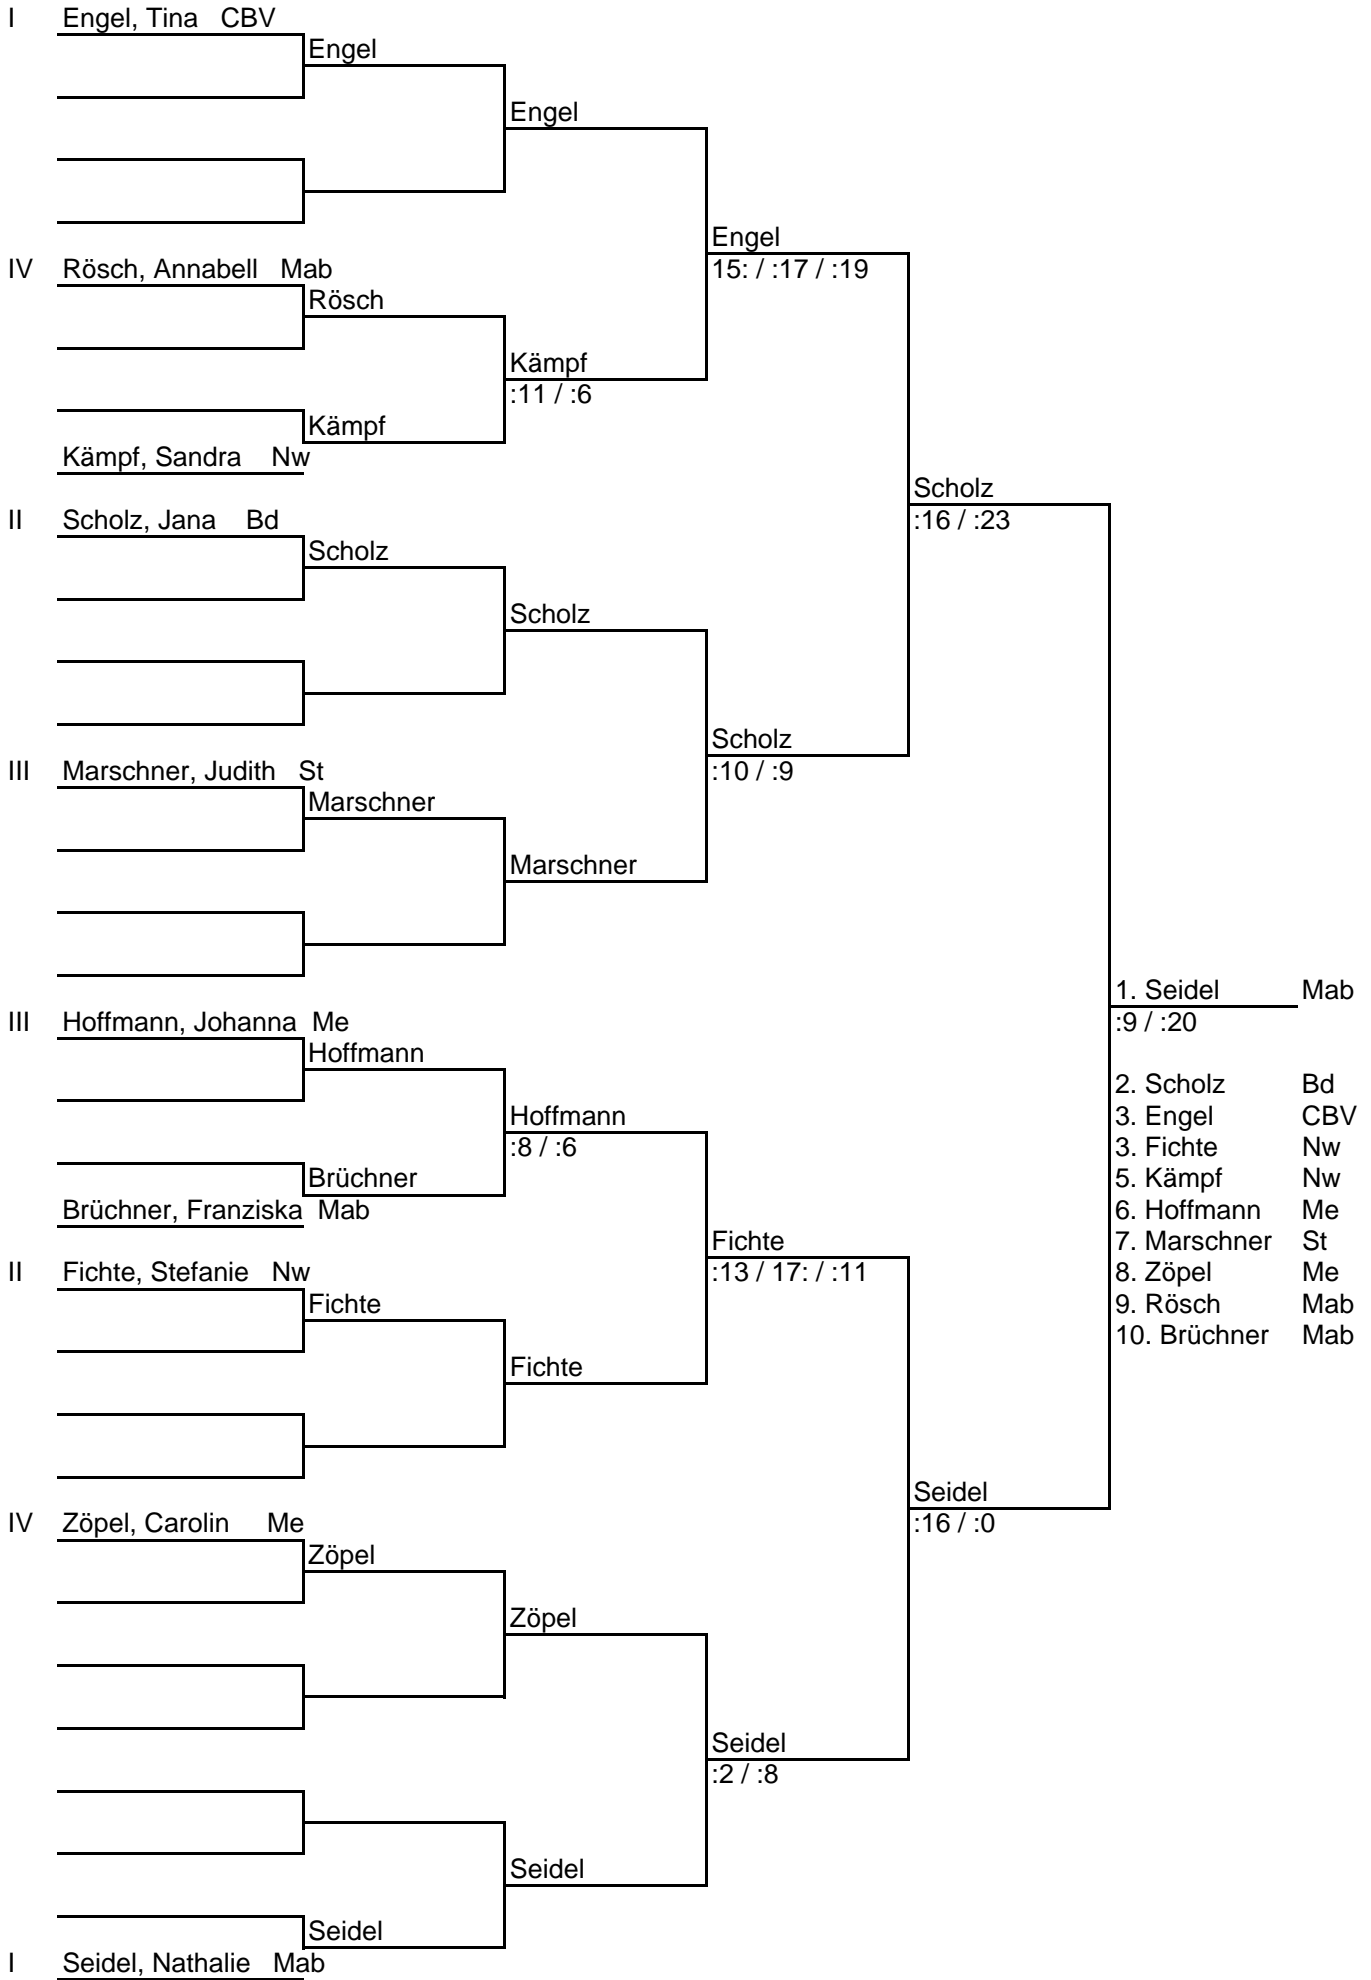 I Engel, Tina CBV
Engel
Engel
Engel
IV Rösch, Annabell Mab
15: / :17 / :19
Rösch
Kämpf
:11 / :6
Kämpf
Kämpf, Sandra Nw
Scholz
II Scholz, Jana Bd
:16 / :23
Scholz
Scholz
Scholz
III Marschner, Judith St
:10 / :9
Marschner
Marschner
1. Seidel Mab
III Hoffmann, Johanna Me
:9 / :20
Hoffmann
2. Scholz Bd
Hoffmann
3. Engel CBV
:8 / :6
3. Fichte Nw
Brüchner
5. Kämpf Nw
Brüchner, Franziska Mab
6. Hoffmann Me
Fichte
7. Marschner St
II Fichte, Stefanie Nw
:13 / 17: / :11
8. Zöpel Me
Fichte
9. Rösch Mab
10. Brüchner Mab
Fichte
Seidel
IV Zöpel, Carolin Me
:16 / :0
Zöpel
Zöpel
Seidel
:2 / :8
Seidel
Seidel
I Seidel, Nathalie Mab